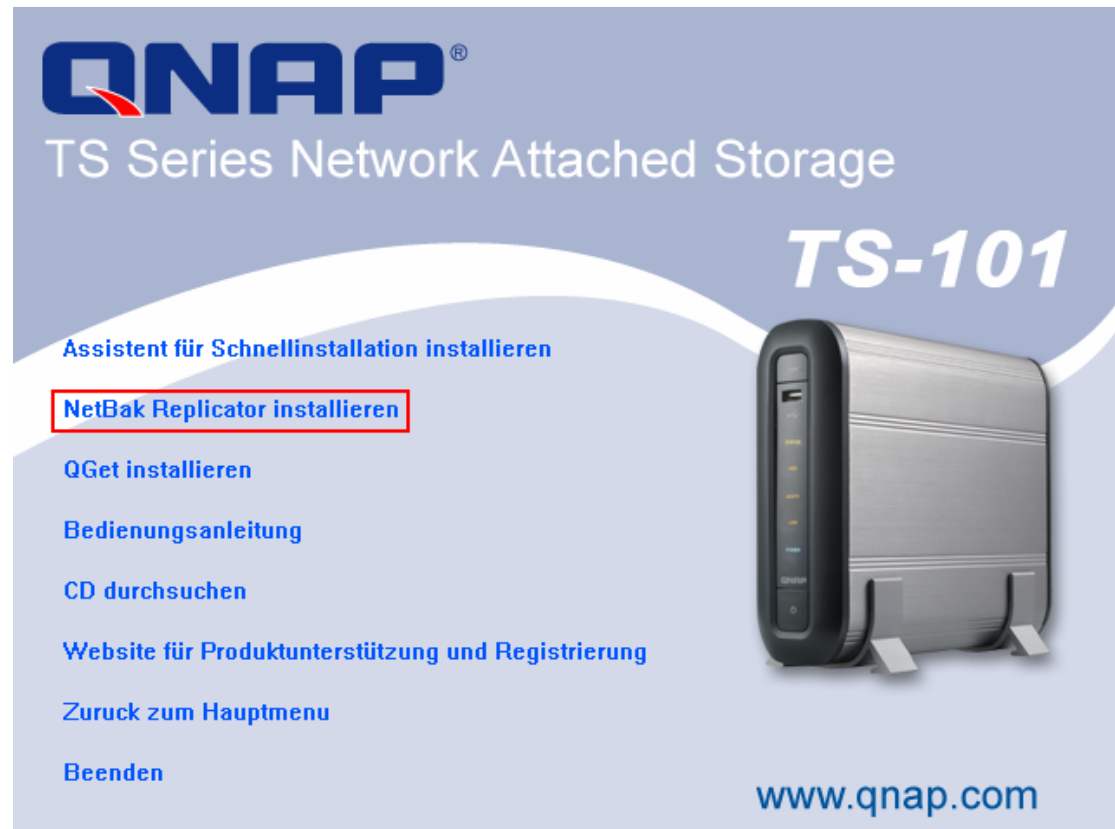 QNAP®
TS Series Network Attached Storage
TS-101
Assistent für Schnellinstallation installieren
NetBak Replicator installieren
QGet installieren
Bedienungsanleitung
CD durchsuchen
Website für Produktunterstützung und Registrierung
Zuruck zum Hauptmenu
Beenden
QNAP
www.qnap.com